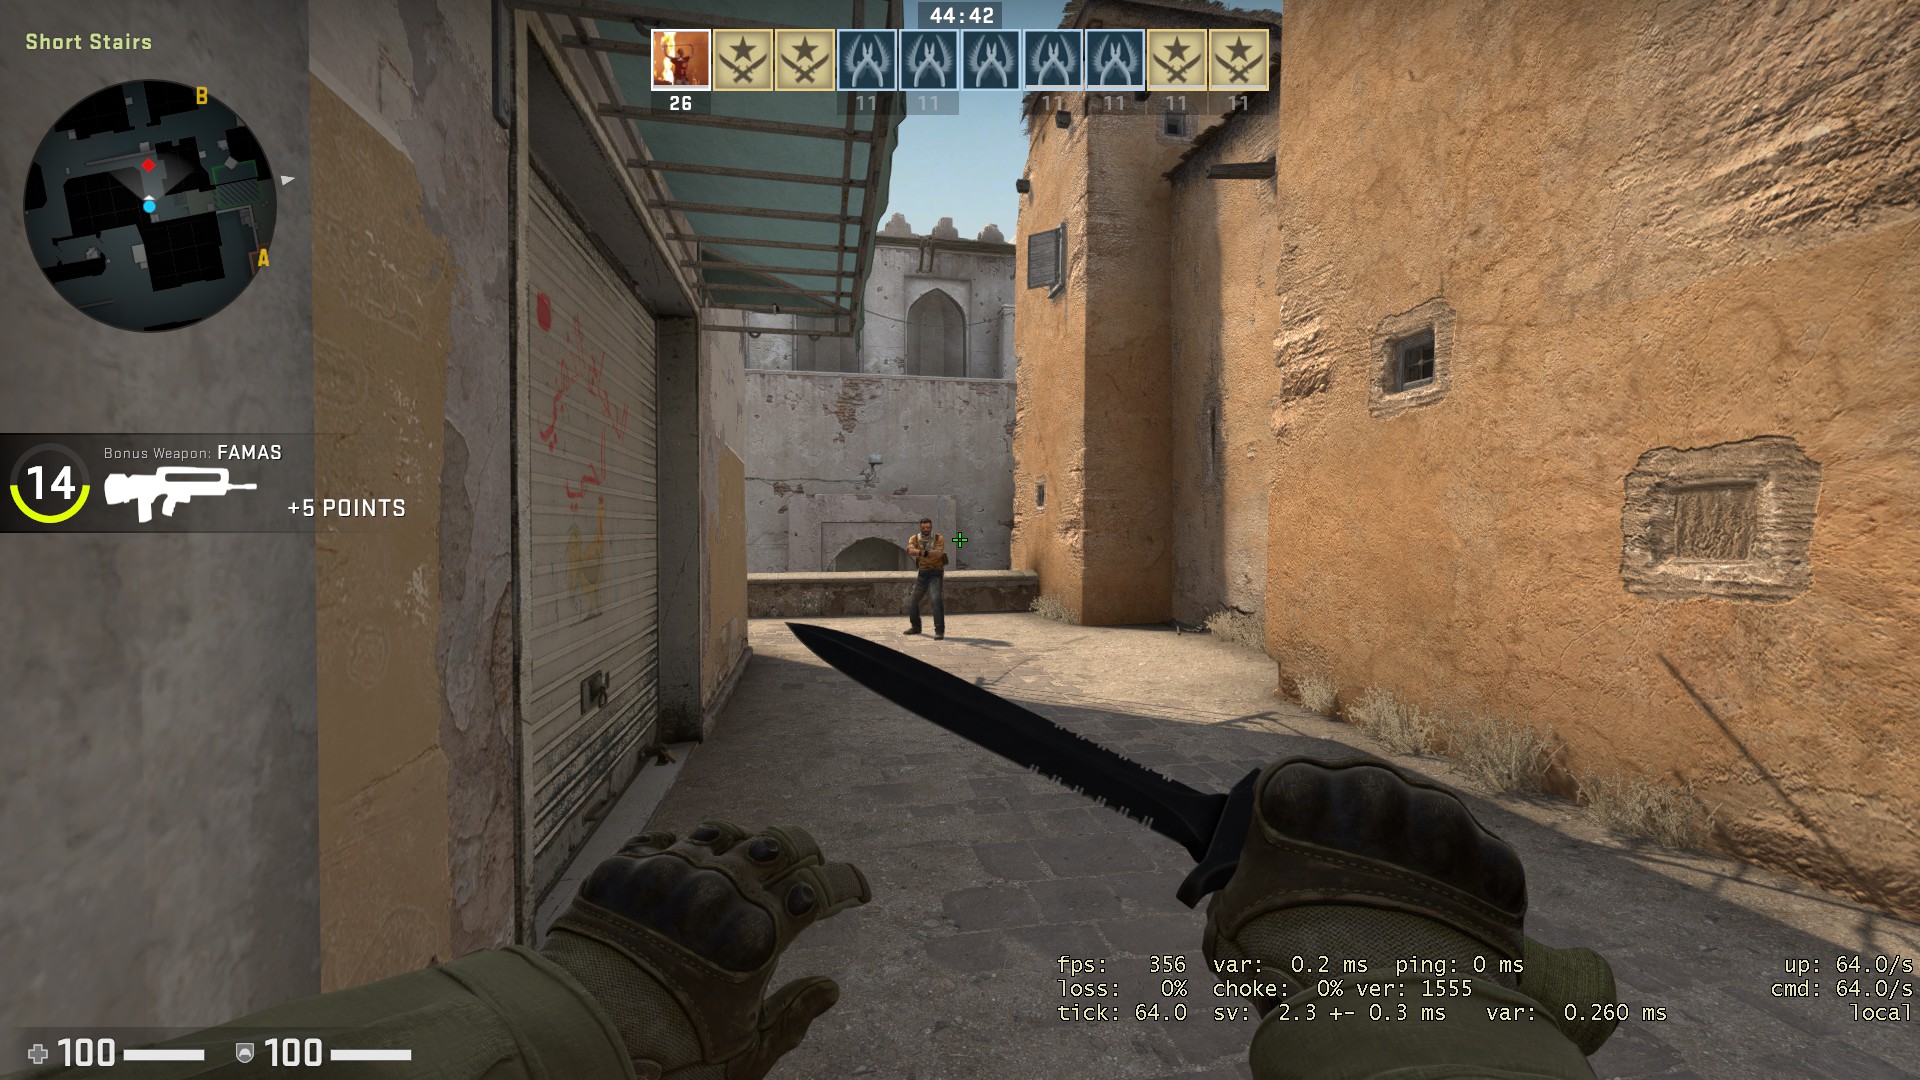 44:42
Short Stairs
26
11
11
11
11
11
11
B
A
14
Bonus Weapon: FAMAS
+5 POINTS
fps: 356 var: 0.2 ms ping: 0 ms
up: 64.0/s
loss: 0% choke: 0% ver: 1555
cmd: 64.0/s
tick: 64.0 sv: 2.3 +- 0.3 ms var: 0.260 ms
local
100
100